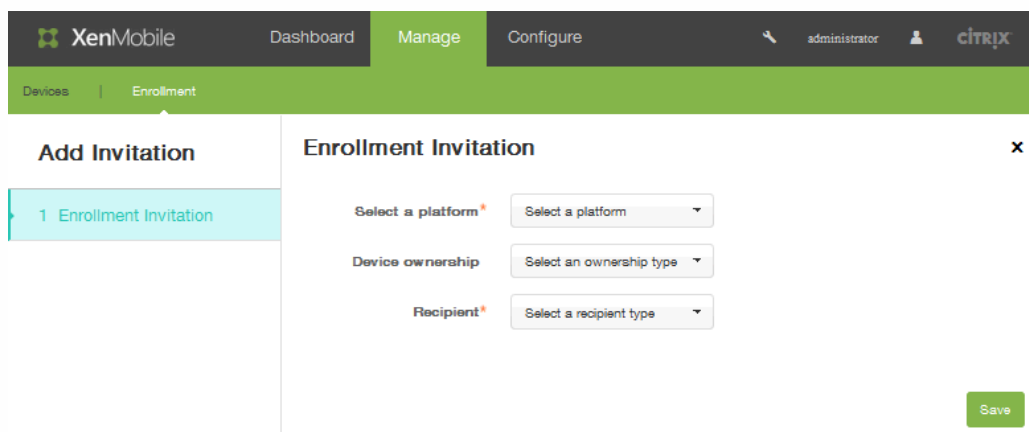 XenMobile Dashboard Manage Configure administrator CITRIX
Devices | Enrollment
Add Invitation
1 Enrollment Invitation
Enrollment Invitation x
Select a platform* Select a platform
Device ownership Select an ownership type
Recipient* Select a recipient type
Save